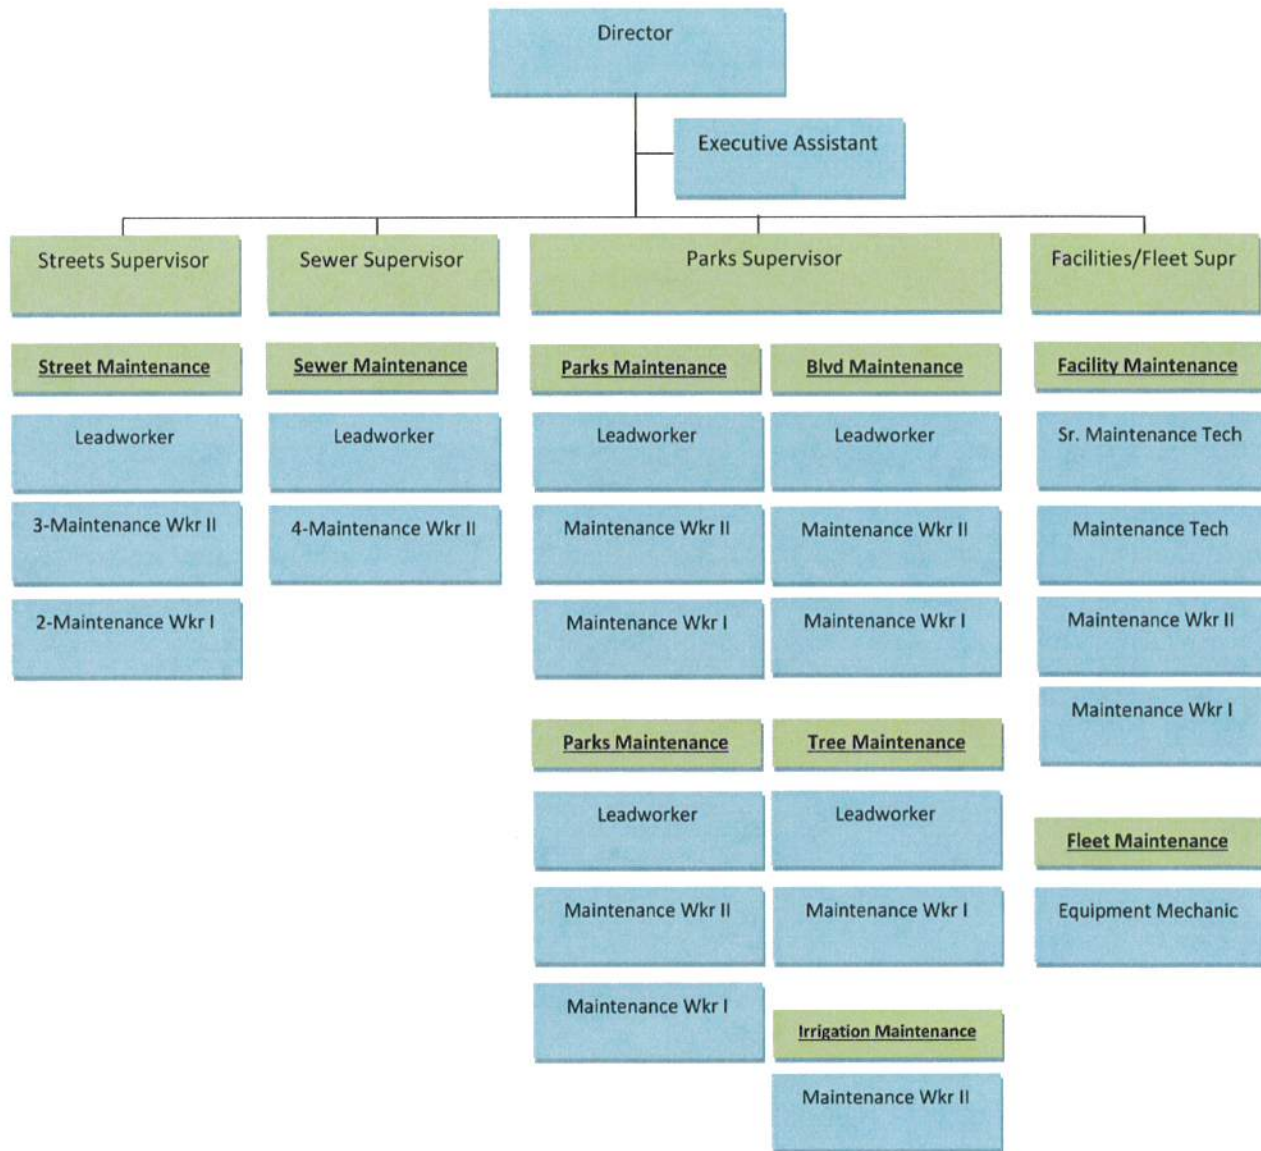 Director
Executive Assistant
Streets Supervisor
Sewer Supervisor
Parks Supervisor
Facilities/Fleet Supr
Street Maintenance
Leadworker
3-Maintenance Wkr II
2-Maintenance Wkr I
Sewer Maintenance
Leadworker
4-Maintenance Wkr II
Parks Maintenance
Leadworker
Maintenance Wkr II
Maintenance Wkr I
Blvd Maintenance
Leadworker
Maintenance Wkr II
Maintenance Wkr I
Parks Maintenance
Leadworker
Maintenance Wkr II
Maintenance Wkr I
Tree Maintenance
Leadworker
Maintenance Wkr I
Irrigation Maintenance
Maintenance Wkr II
Facility Maintenance
Sr. Maintenance Tech
Maintenance Tech
Maintenance Wkr II
Maintenance Wkr I
Fleet Maintenance
Equipment Mechanic